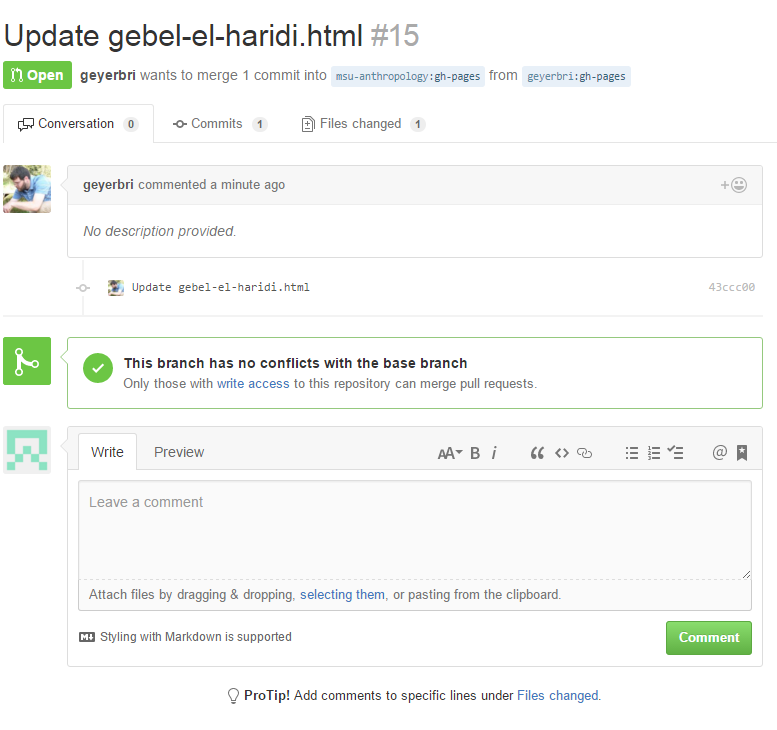 Update gebel-el-haridi.html #15
Open geyerbri wants to merge 1 commit into msu-anthropology:gh-pages from geyerbri:gh-pages
Conversation 0 Commits 1 Files changed 1
geyerbri commented a minute ago +
No description provided.
Update gebel-el-haridi.html 43ccc00
This branch has no conflicts with the base branch
Only those with write access to this repository can merge pull requests.
Write Preview AA B i “ <> @
Leave a comment
Attach files by dragging & dropping, selecting them, or pasting from the clipboard.
M Styling with Markdown is supported Comment
ProTip! Add comments to specific lines under Files changed.